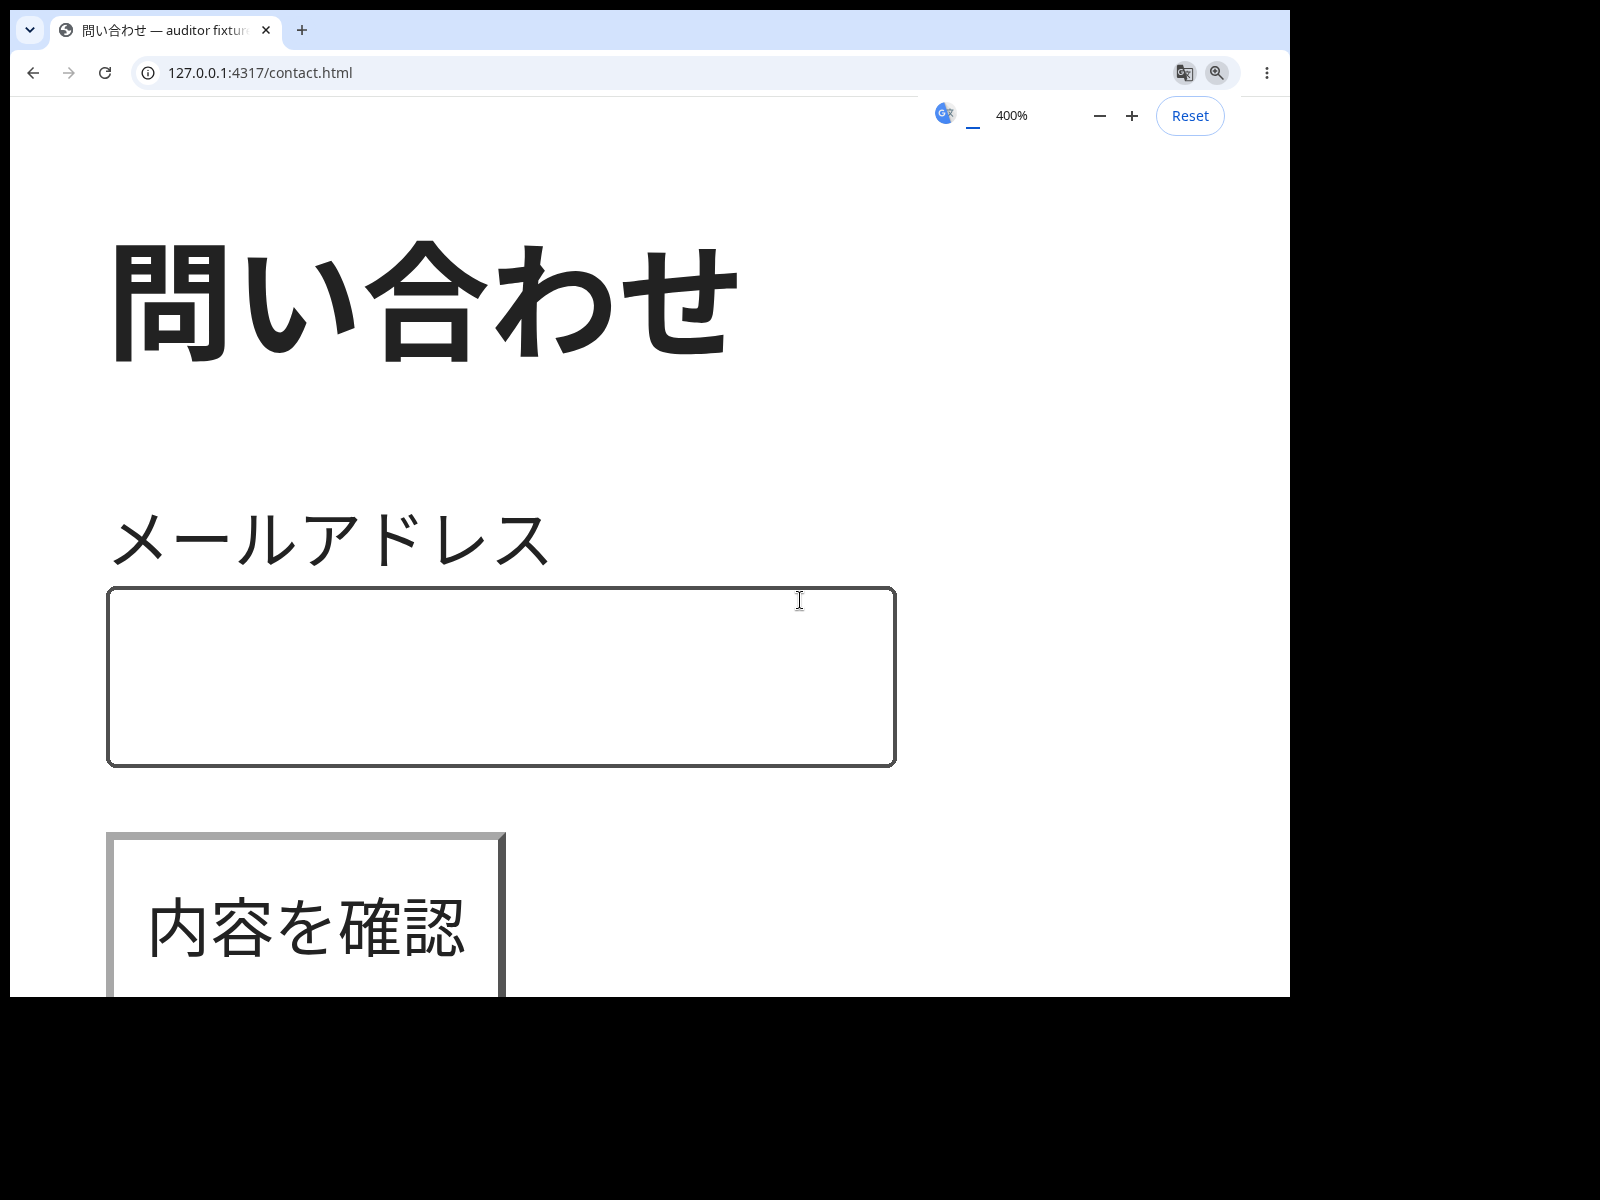 問い合わせ — auditor fixtur
127.0.0.1:4317/contact.html
400%
Reset
問い合わせ
メールアドレス
内容を確認